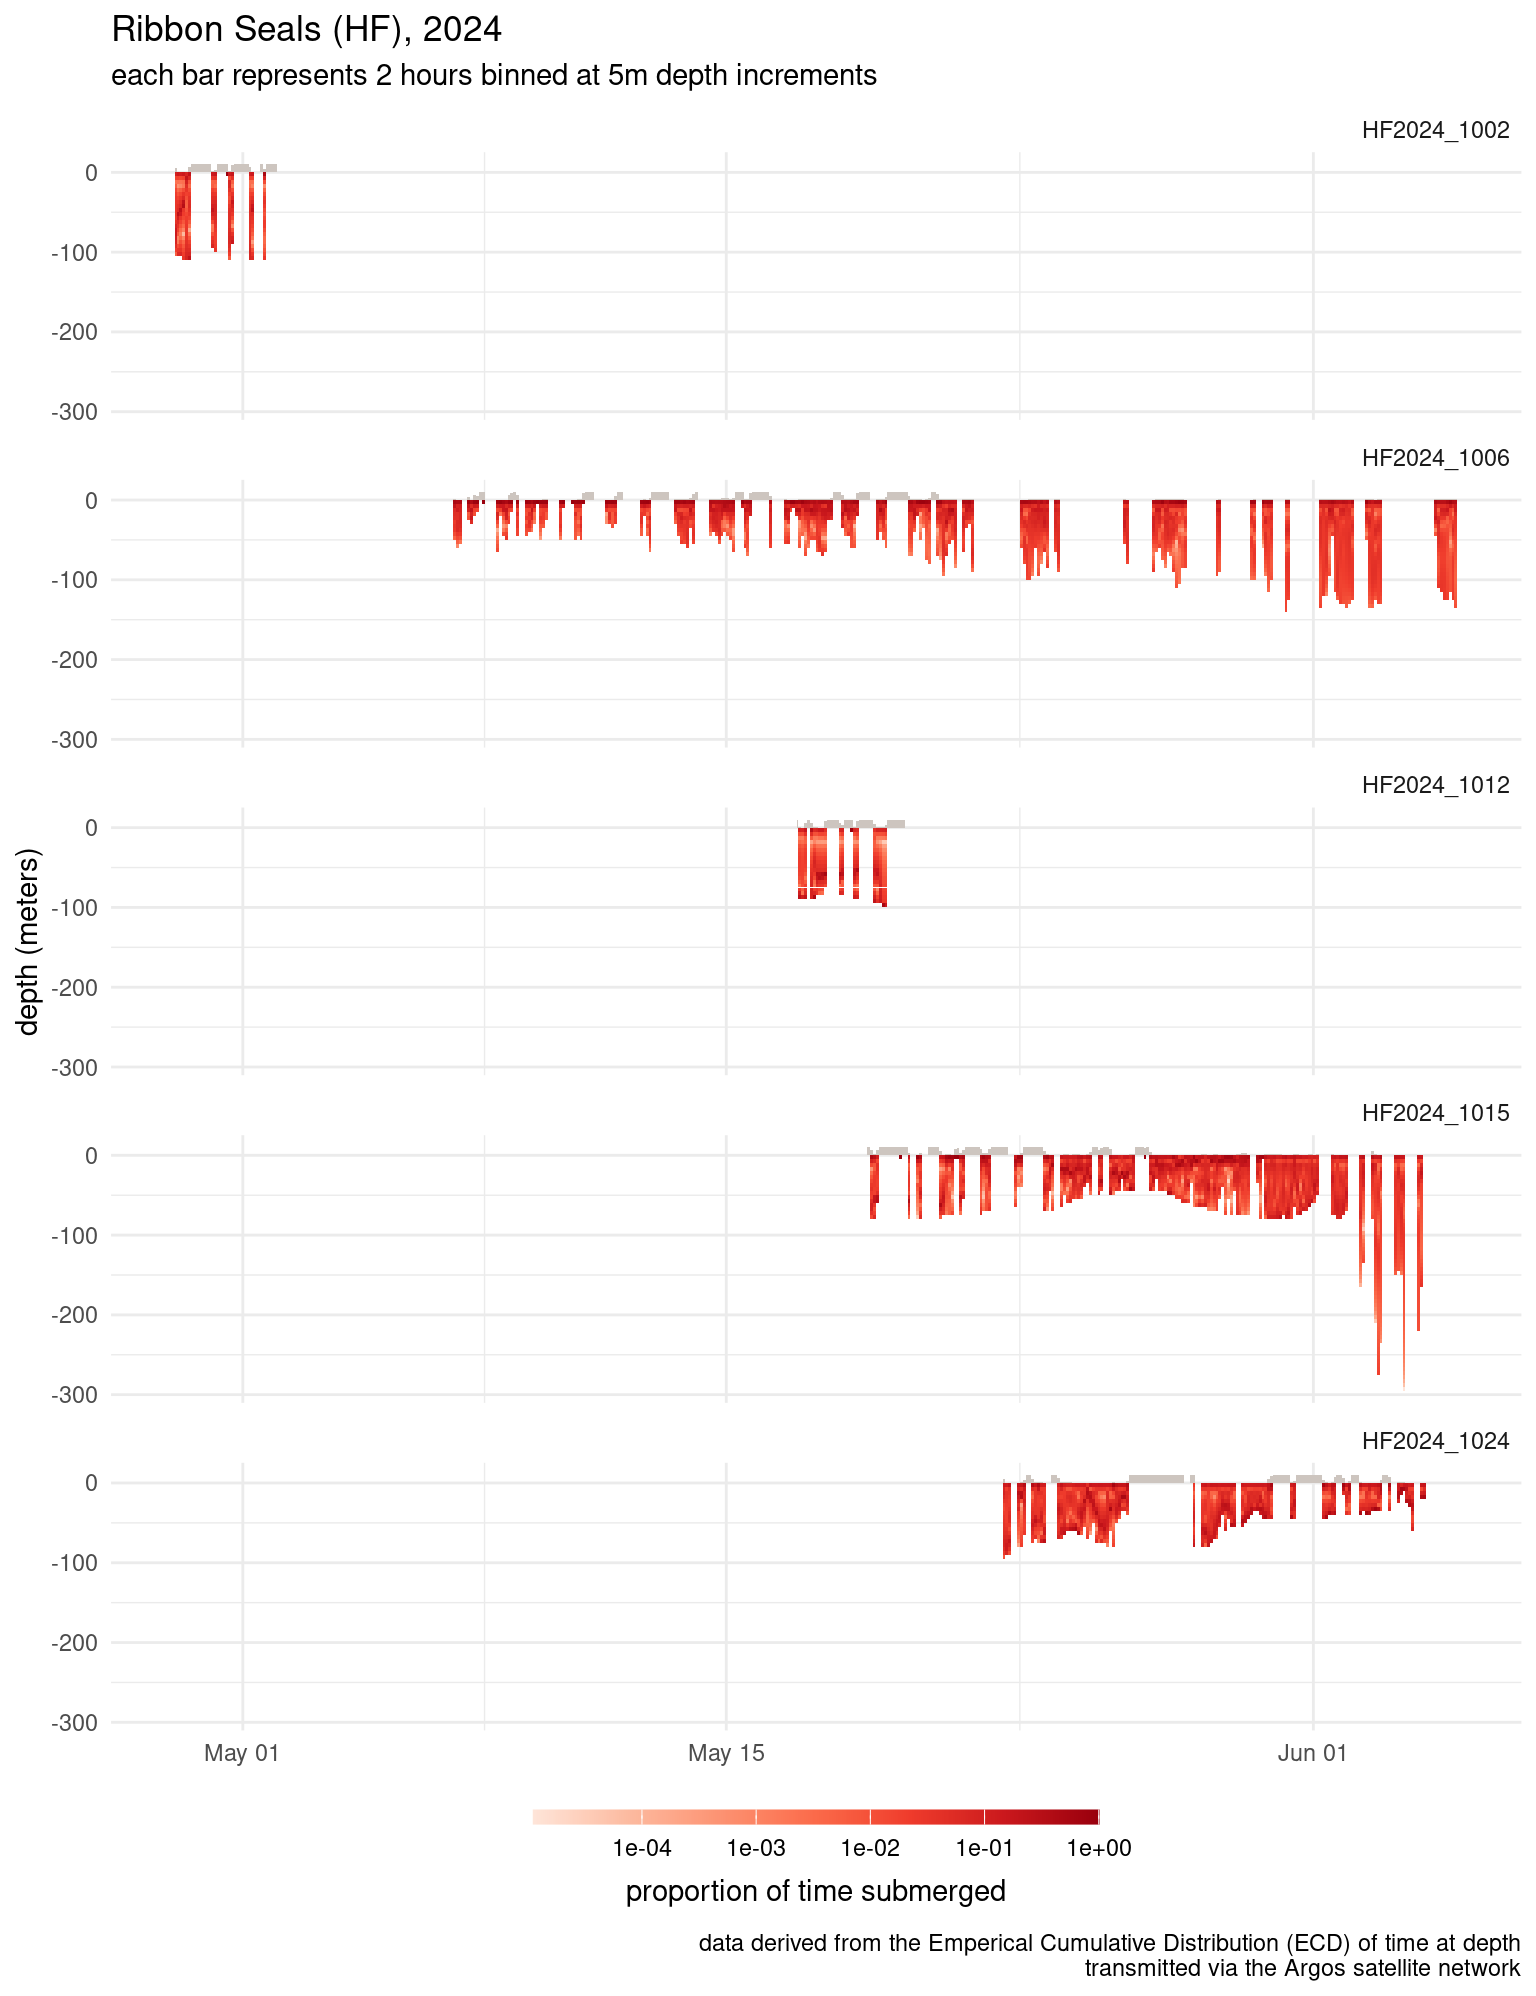 Ribbon Seals (HF), 2024
each bar represents 2 hours binned at 5m depth increments
HF2024_1002
0
-100
-200
-300
HF2024_1006
0
-100
-200
-300
HF2024_1012
0
-100
-200
-300
depth (meters)
HF2024_1015
0
-100
-200
-300
HF2024_1024
0
-100
-200
-300
May 01 May 15 Jun 01
1e-04 1e-03 1e-02 1e-01 1e+00
proportion of time submerged
data derived from the Emperical Cumulative Distribution (ECD) of time at depth
transmitted via the Argos satellite network